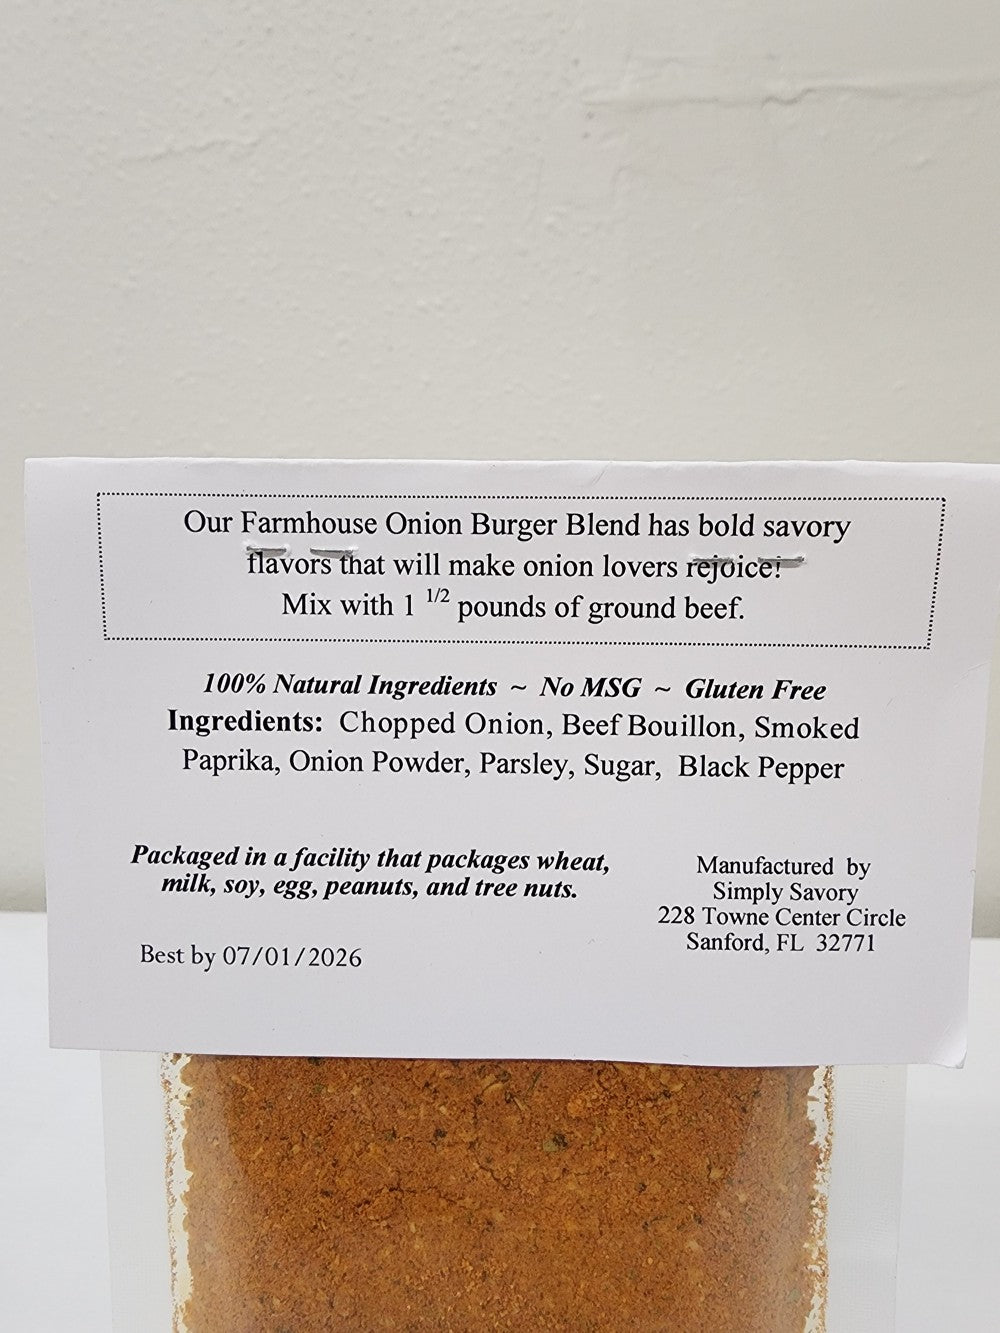 Our Farmhouse Onion Burger Blend has bold savory
flavors that will make onion lovers rejoice!
Mix with 1 1/2 pounds of ground beef.
100% Natural Ingredients ~ No MSG ~ Gluten Free
Ingredients: Chopped Onion, Beef Bouillon, Smoked
Paprika, Onion Powder, Parsley, Sugar, Black Pepper
Packaged in a facility that packages wheat,
milk, soy, egg, peanuts, and tree nuts.
Best by 07/01/2026
Manufactured by
Simply Savory
228 Towne Center Circle
Sanford, FL 32771